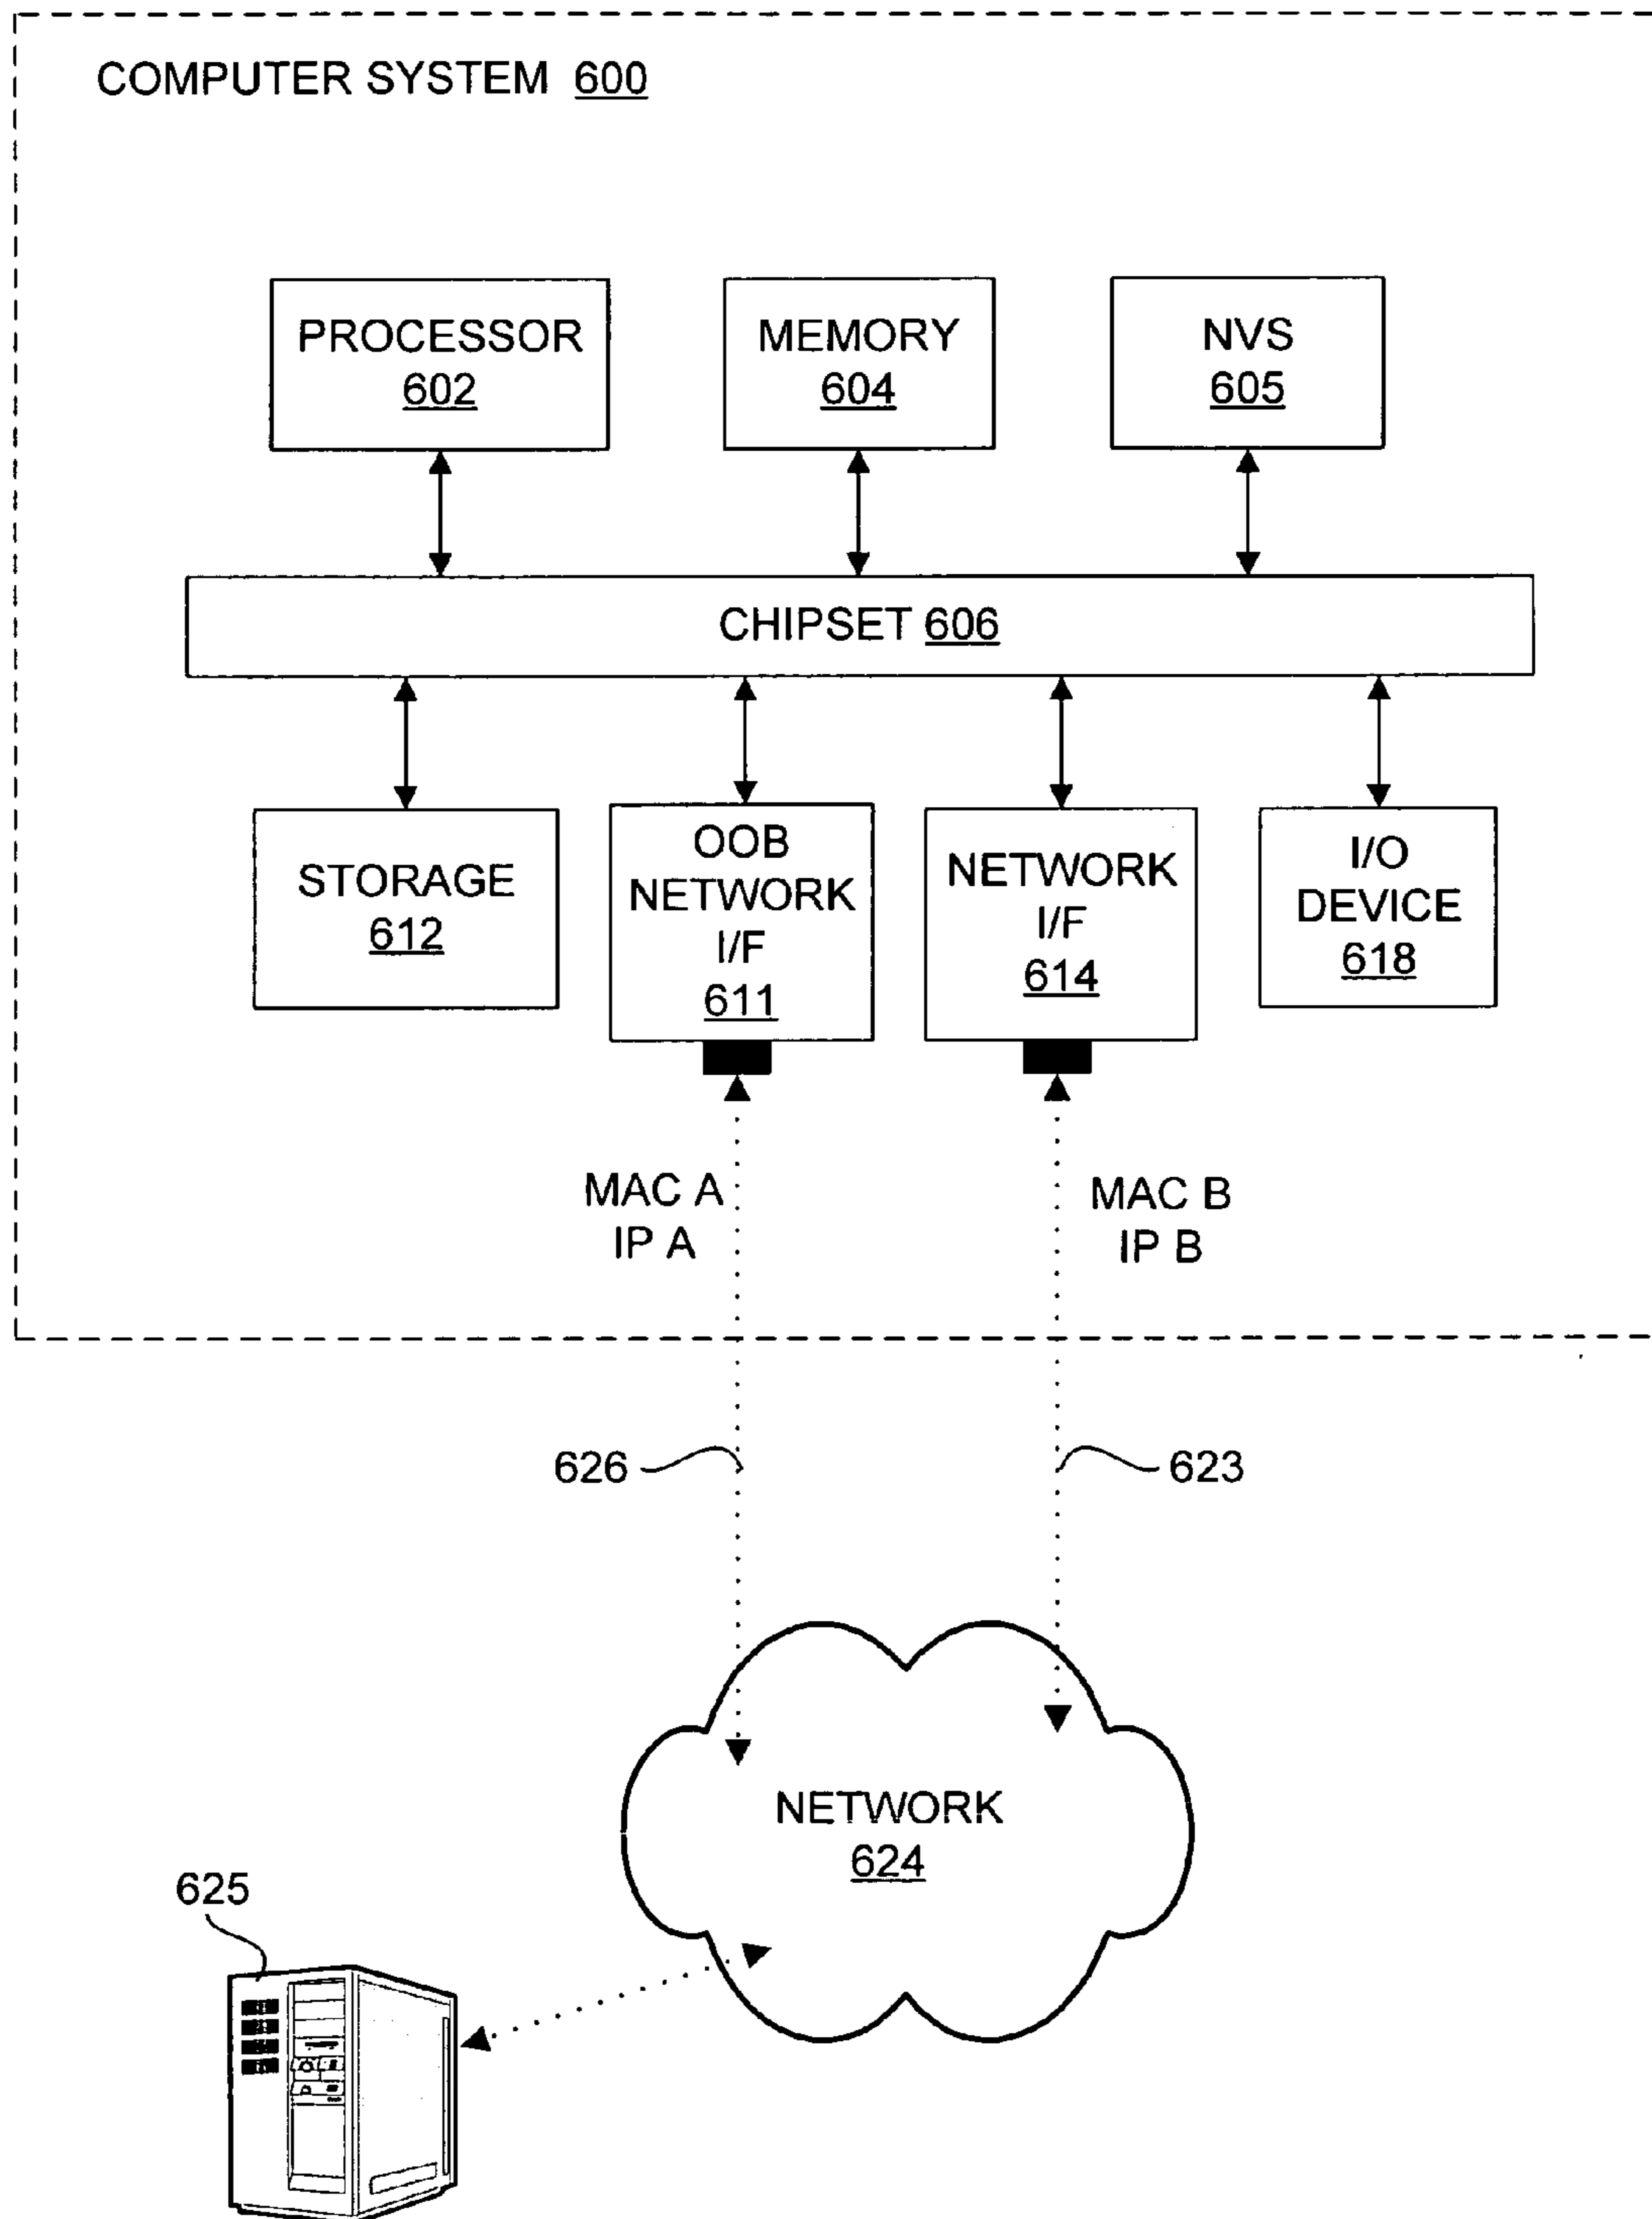 COMPUTER SYSTEM 600
PROCESSOR
602
MEMORY
604
NVS
605
CHIPSET 606
STORAGE
612
OOB
NETWORK
I/F
611
NETWORK
I/F
614
I/O
DEVICE
618
MAC A
IP A
MAC B
IP B
626
623
NETWORK
624
625